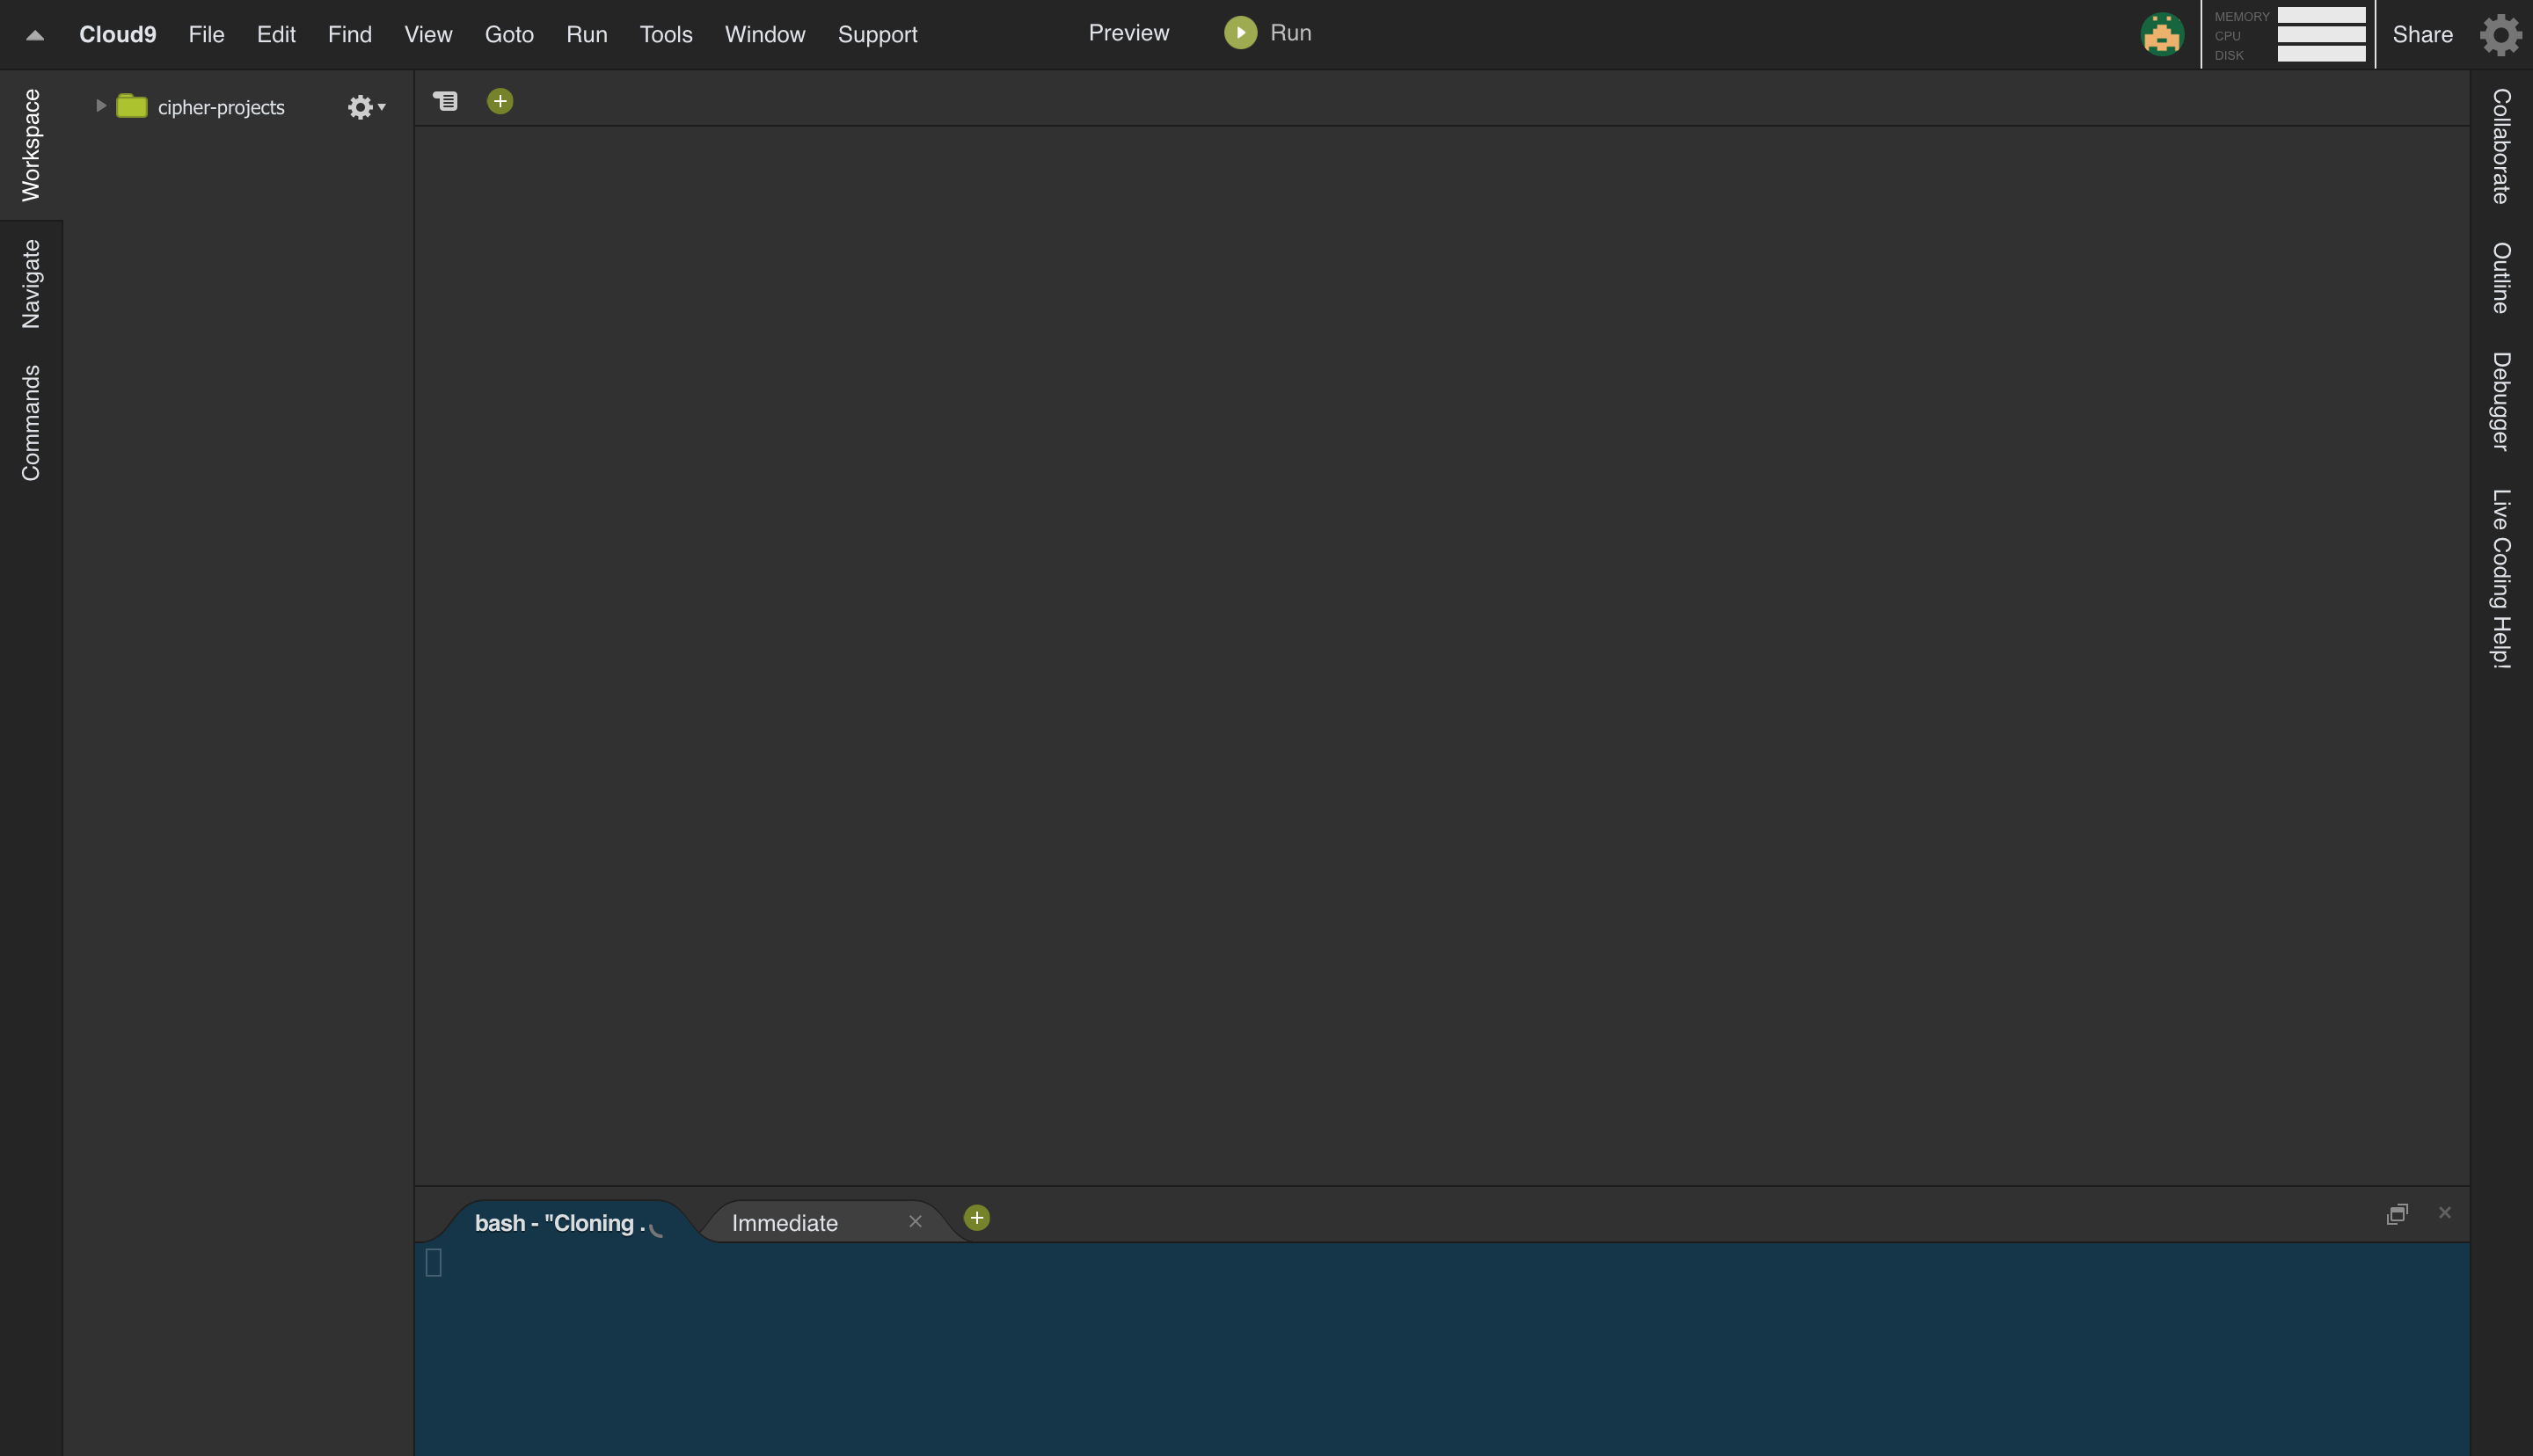 Cloud9 File Edit Find View Goto Run Tools Window Support Preview Run
MEMORY
CPU
DISK
Share
Workspace
Navigate
Commands
cipher-projects
Collaborate
Outline
Debugger
Live Coding Help!
bash - "Cloning .
Immediate